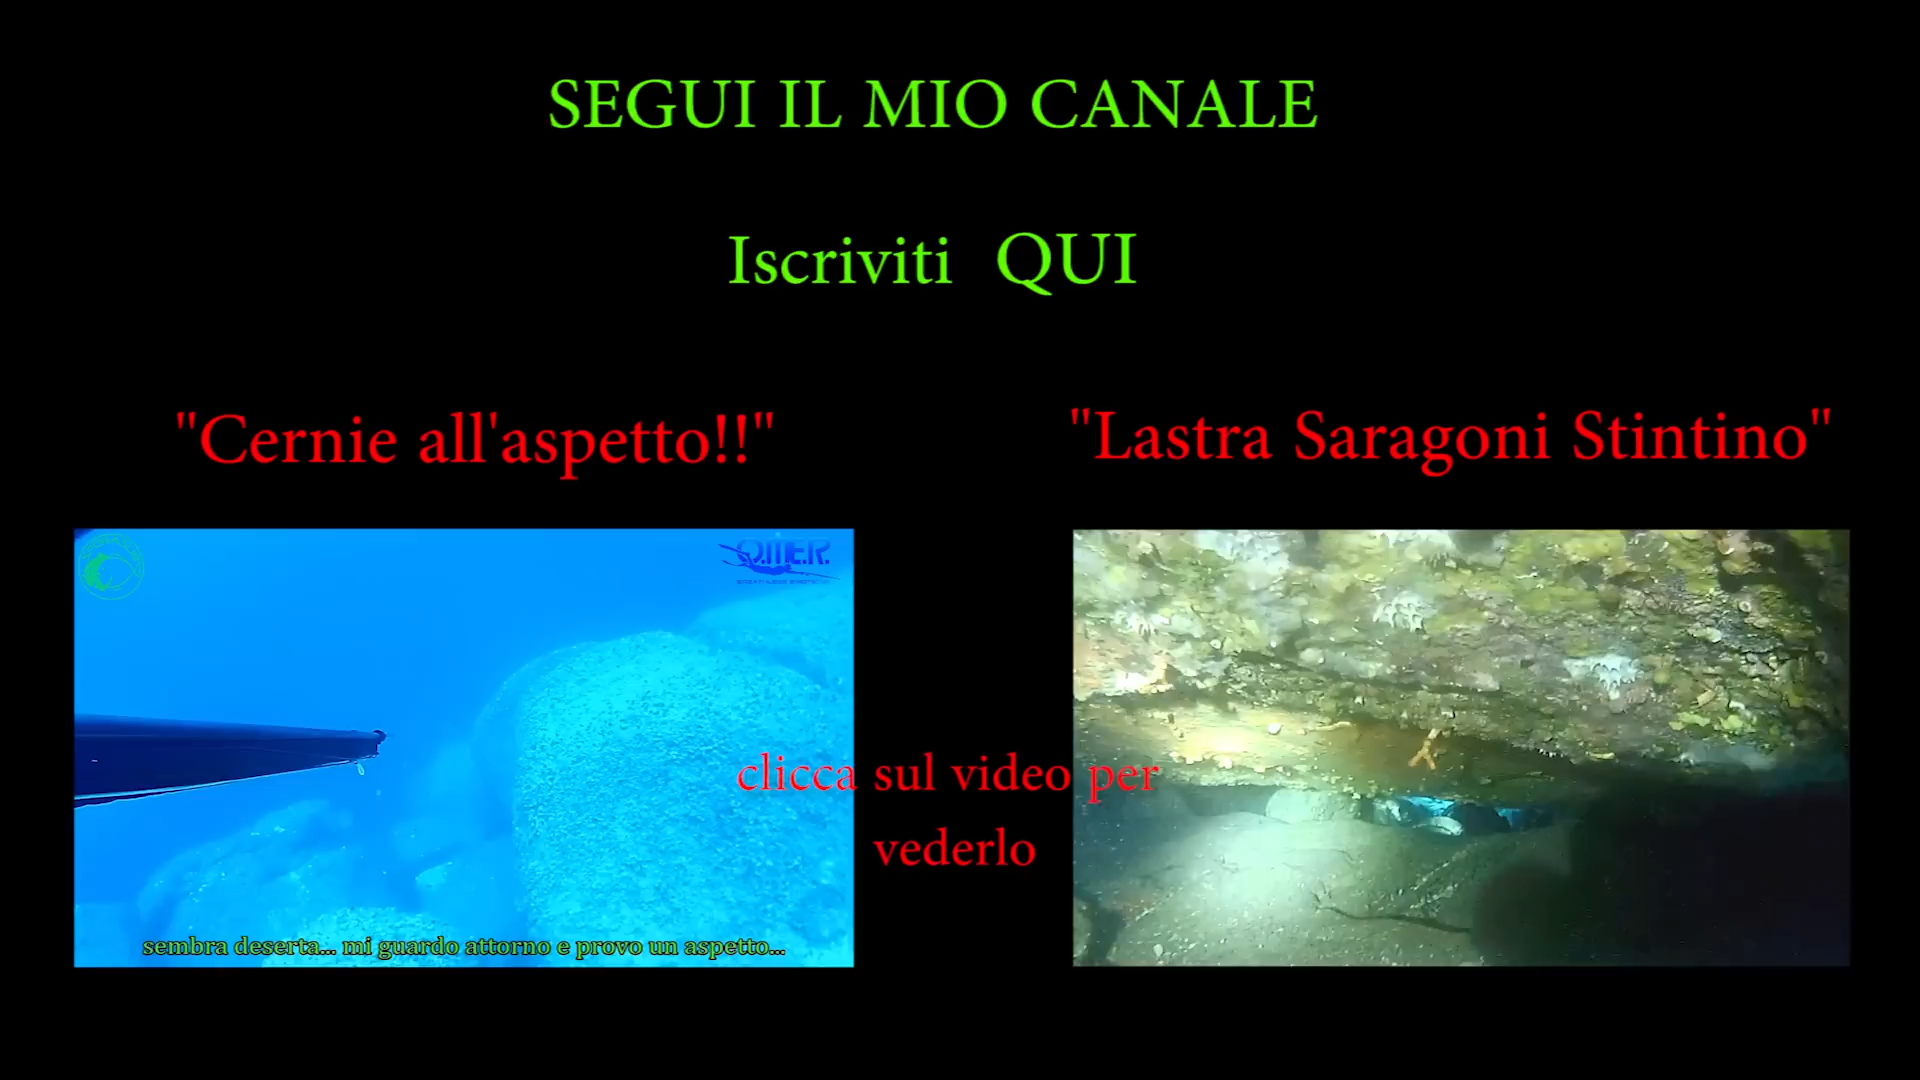 SEGUI IL MIO CANALE
Iscriviti QUI
"Cernie all'aspetto!!"
"Lastra Saragoni Stintino"
O.ME.R.
clicca sul video per
vederlo
sembra deserta... mi guardo attorno e provo un aspetto...